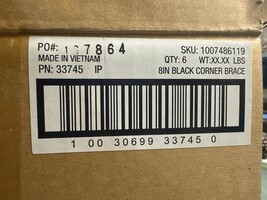 PO#: 137864
SKU: 1007486119
MADE IN VIETNAM
QTY: 6 WT:XX.XX LBS
PN: 33745 IP
8IN BLACK CORNER BRACE
1 00 30699 33745 0